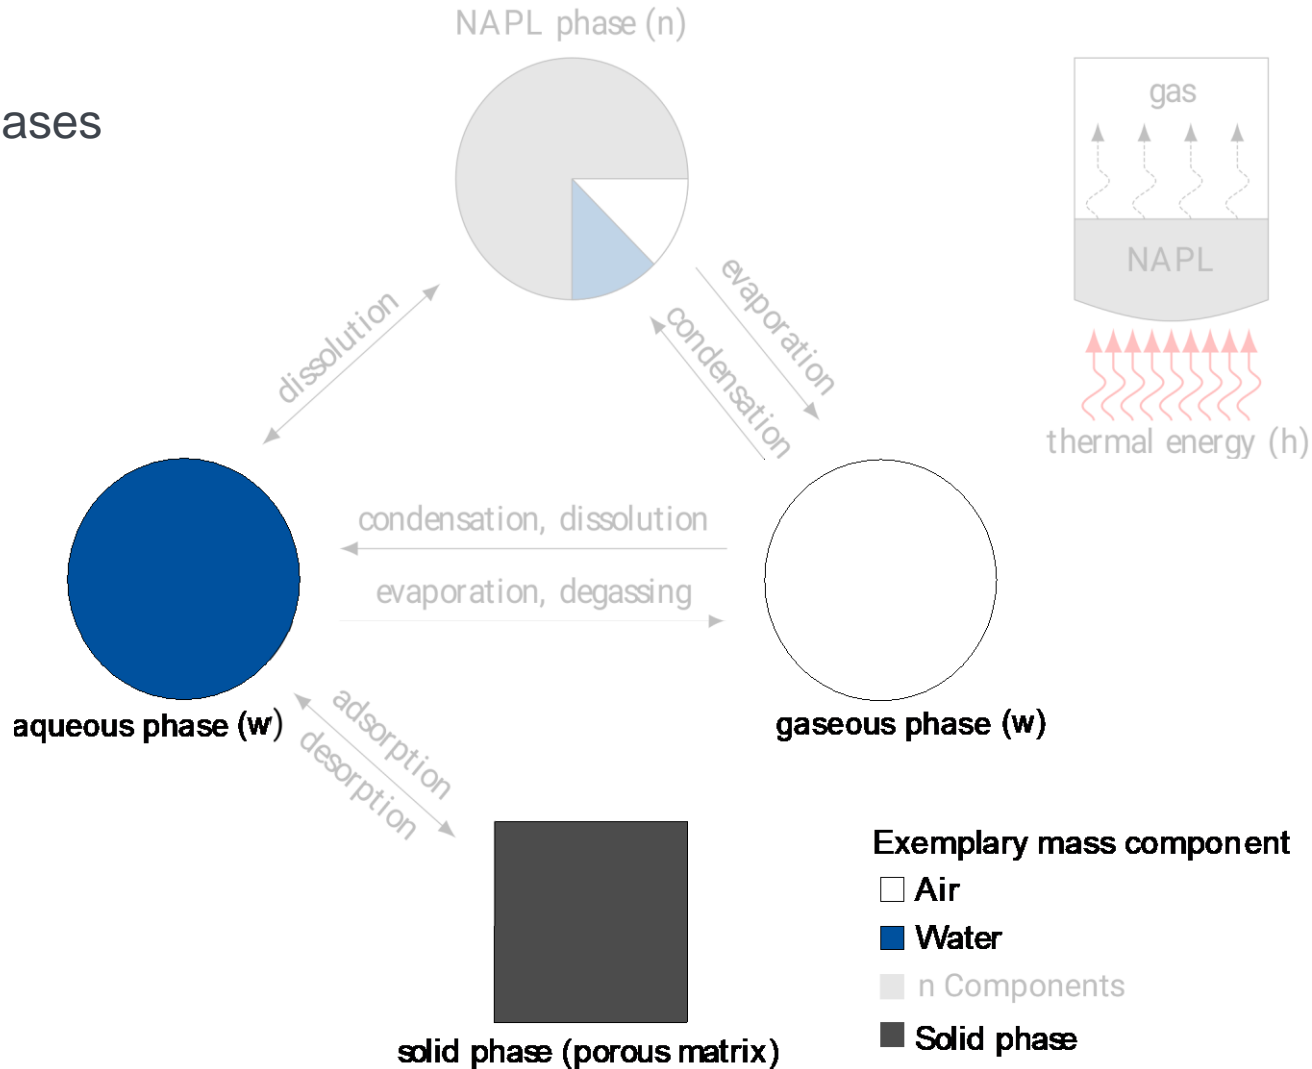 NAPL phase (n)
ases
gas
NAPL
thermal energy (h)
dissolution
evaporation
condensation
condensation, dissolution
evaporation, degassing
aqueous phase (w)
gaseous phase (w)
adsorption
desorption
solid phase (porous matrix)
Exemplary mass component
Air
Water
n Components
Solid phase